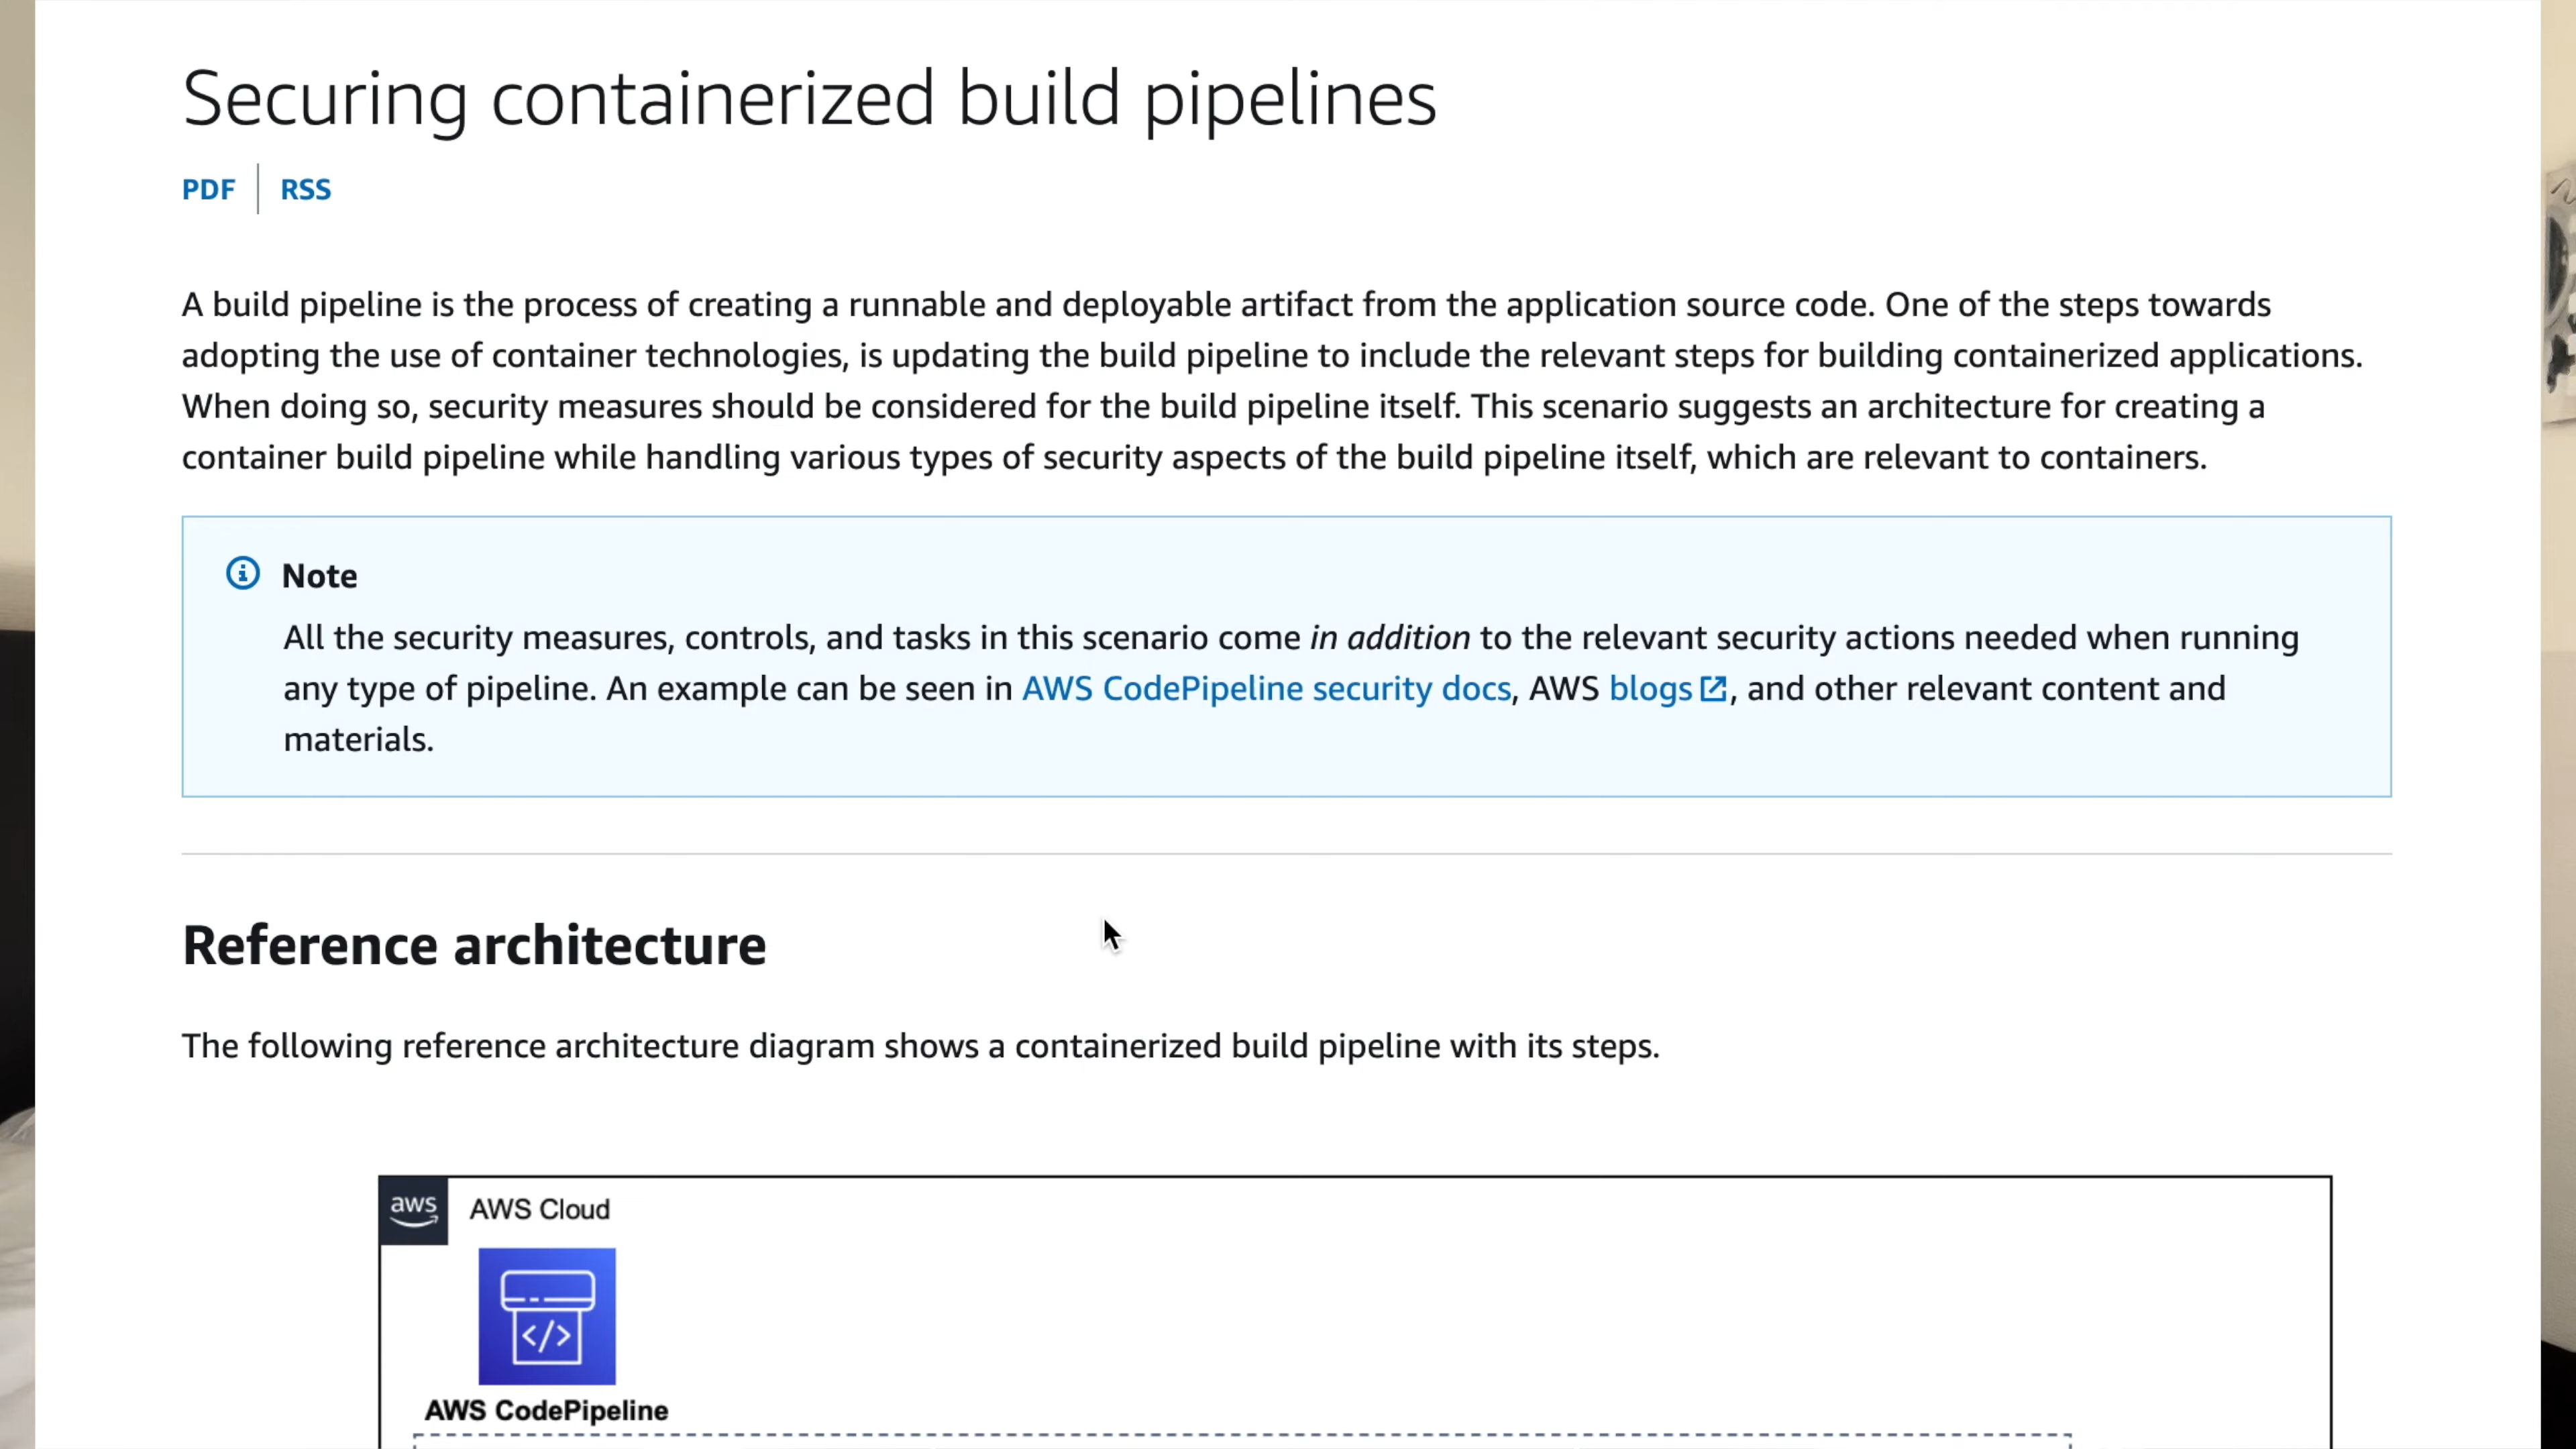 Securing containerized build pipelines
PDF RSS
A build pipeline is the process of creating a runnable and deployable artifact from the application source code. One of the steps towards
adopting the use of container technologies, is updating the build pipeline to include the relevant steps for building containerized applications.
When doing so, security measures should be considered for the build pipeline itself. This scenario suggests an architecture for creating a
container build pipeline while handling various types of security aspects of the build pipeline itself, which are relevant to containers.
Note
All the security measures, controls, and tasks in this scenario come in addition to the relevant security actions needed when running
any type of pipeline. An example can be seen in AWS CodePipeline security docs, AWS blogs, and other relevant content and
materials.
Reference architecture
The following reference architecture diagram shows a containerized build pipeline with its steps.
aws AWS Cloud
</>
AWS CodePipeline